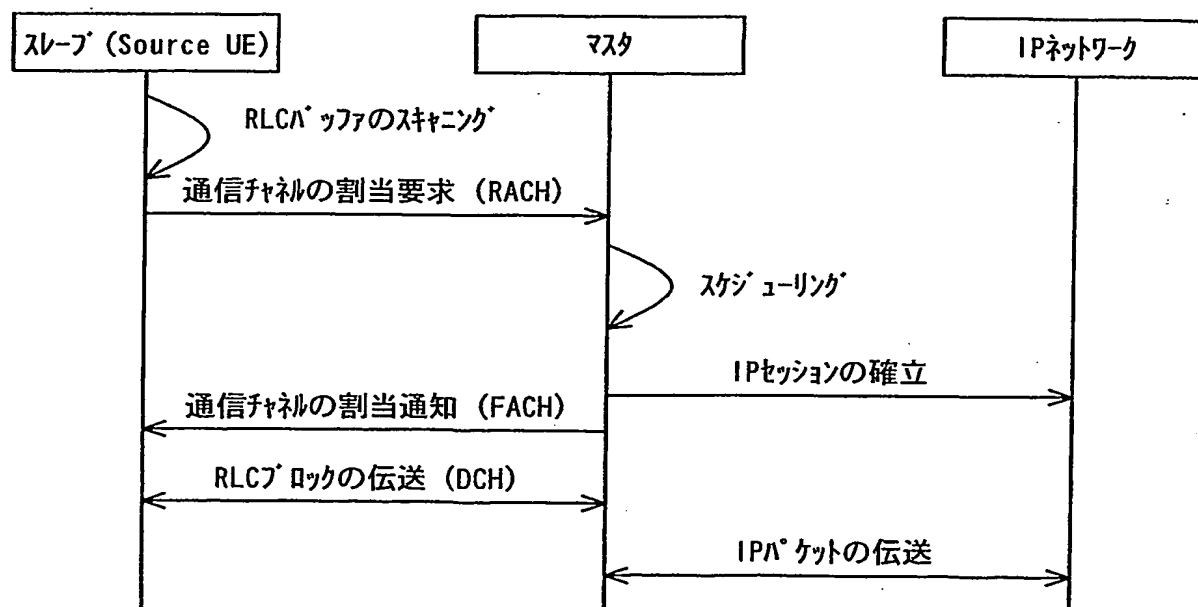 ｽﾚｰﾌﾞ (Source UE)
ﾏｽﾀ
IPﾈｯﾄﾜｰｸ
RLCﾊﾞｯﾌｧのｽｷｬﾆﾝｸﾞ
通信ﾁｬﾈﾙの割当要求 (RACH)
ｽｹｼﾞｭｰﾘﾝｸﾞ
IPｾｯｼｮﾝの確立
通信ﾁｬﾈﾙの割当通知 (FACH)
RLCﾌﾞﾛｯｸの伝送 (DCH)
IPﾊﾟｹｯﾄの伝送